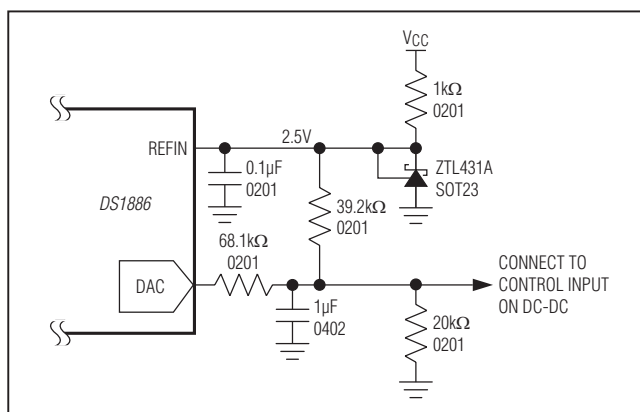 VCC
1kΩ
0201
REFIN
2.5V
0.1µF
0201
ZTL431A
SOT23
DS1886
39.2kΩ
0201
68.1kΩ
0201
DAC
CONNECT TO
CONTROL INPUT
ON DC-DC
1µF
0402
20kΩ
0201